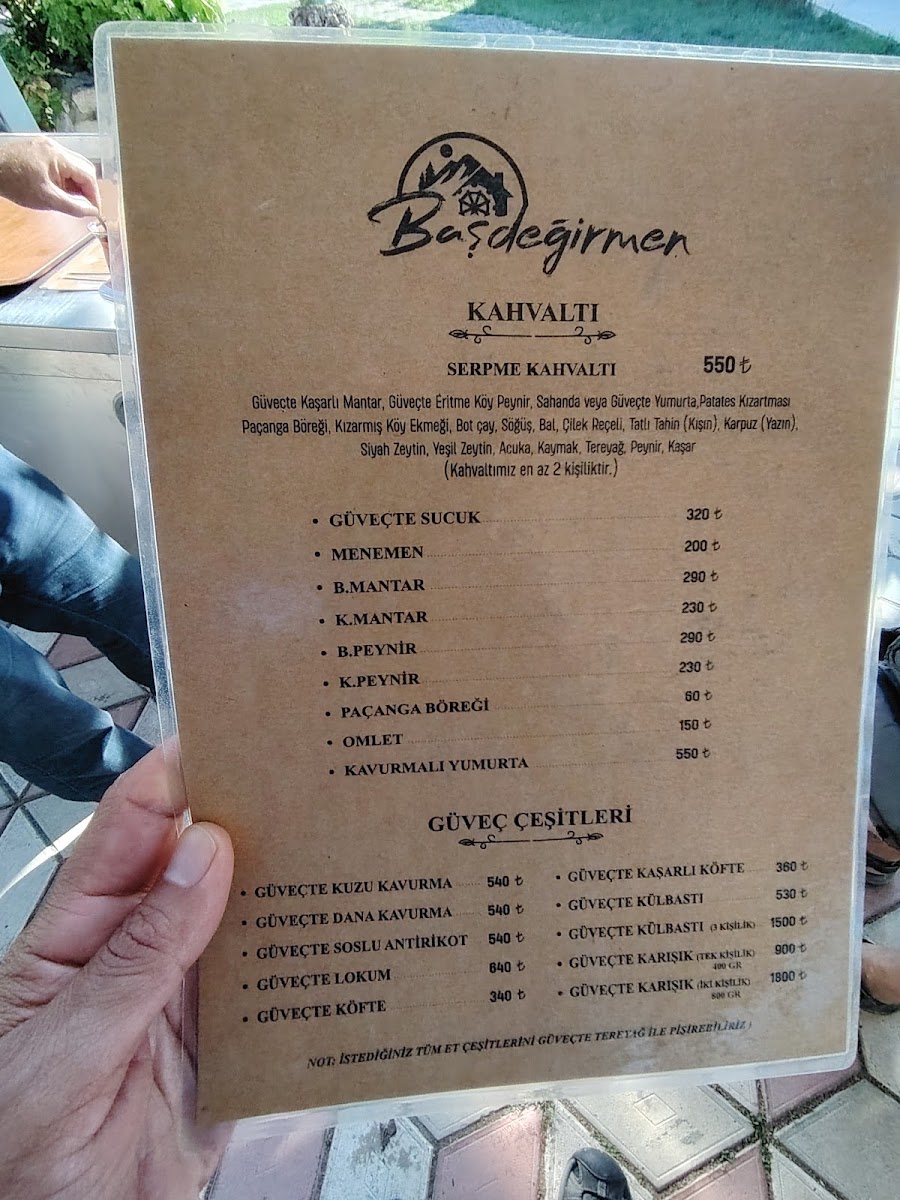 Başdeğirmen
KAHVALTI
SERPME KAHVALTI 550 ₺
Güveçte Kaşarlı Mantar, Güveçte Eritme Köy Peynir, Sahanda veya Güveçte Yumurta,Patates Kızartması
Paçanga Böreği, Kızarmış Köy Ekmeği, Bot çay, Söğüş, Bal, Çilek Reçeli, Tatlı Tahin (Kışın), Karpuz (Yazın),
Siyah Zeytin, Yeşil Zeytin, Acuka, Kaymak, Tereyağ, Peynir, Kaşar
(Kahvaltımız en az 2 kişiliktir.)
• GÜVEÇTE SUCUK 320 ₺
• MENEMEN 200 ₺
• B.MANTAR 290 ₺
• K.MANTAR 230 ₺
• B.PEYNİR 290 ₺
• K.PEYNİR 230 ₺
• PAÇANGA BÖREĞİ 60 ₺
• OMLET 150 ₺
• KAVURMALI YUMURTA 550 ₺
GÜVEÇ ÇEŞİTLERİ
• GÜVEÇTE KUZU KAVURMA 540 ₺
• GÜVEÇTE DANA KAVURMA 540 ₺
• GÜVEÇTE SOSLU ANTİRİKOT 540 ₺
• GÜVEÇTE LOKUM 640 ₺
• GÜVEÇTE KÖFTE 340 ₺
• GÜVEÇTE KAŞARLI KÖFTE 360 ₺
• GÜVEÇTE KÜLBASTI 530 ₺
• GÜVEÇTE KÜLBASTI (3 KİŞİLİK) 1500 ₺
• GÜVEÇTE KARIŞIK (TEK KİŞİLİK) 900 ₺
400 GR
• GÜVEÇTE KARIŞIK (İKİ KİŞİLİK) 1800 ₺
800 GR
NOT: İSTEDİĞİNİZ TÜM ET ÇEŞİTLERİNİ GÜVEÇTE TEREYAĞ İLE PİŞİREBİLİRİZ !